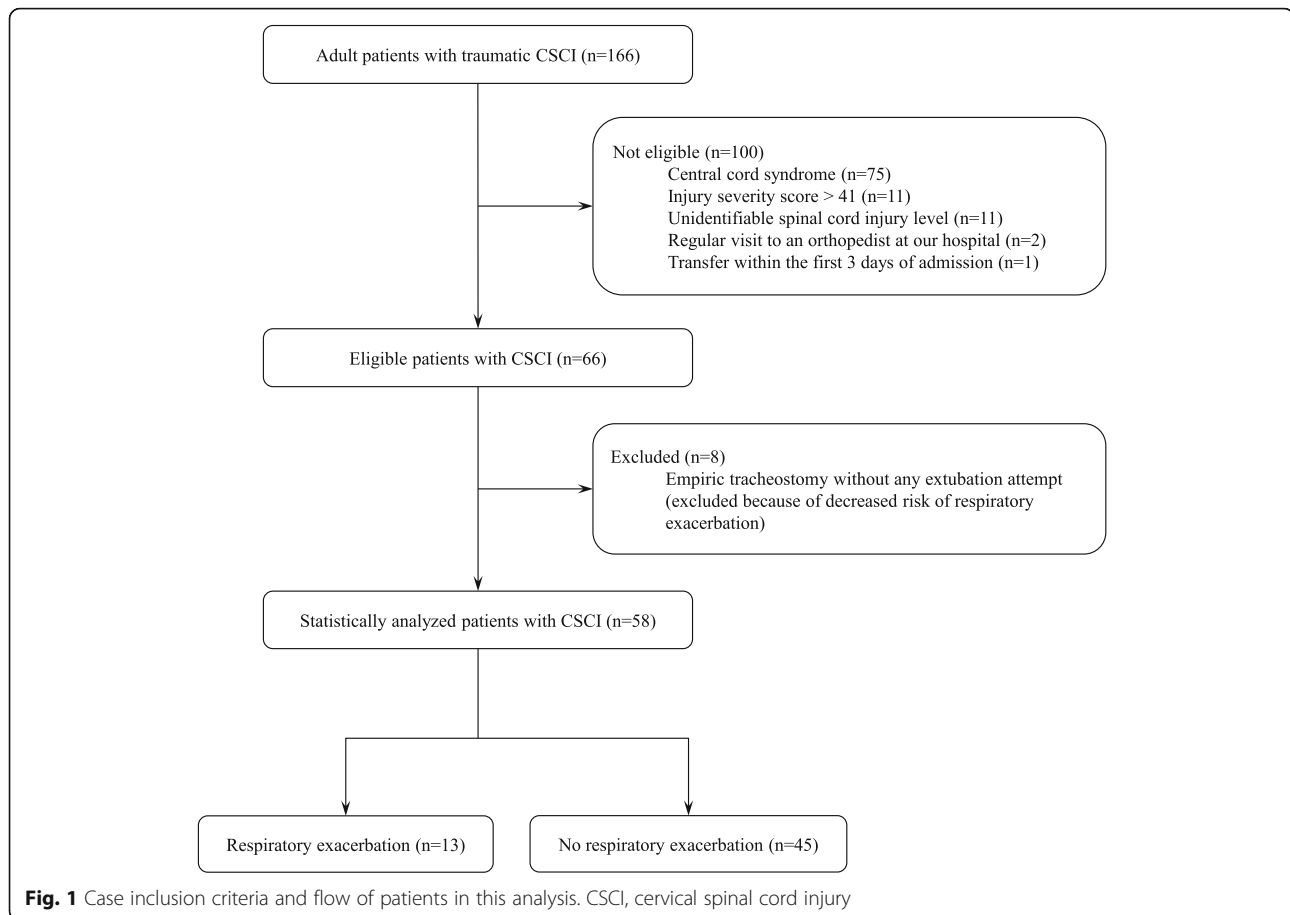 Adult patients with traumatic CSCI (n=166)
Not eligible (n=100)
Central cord syndrome (n=75)
Injury severity score > 41 (n=11)
Unidentifiable spinal cord injury level (n=11)
Regular visit to an orthopedist at our hospital (n=2)
Transfer within the first 3 days of admission (n=1)
Eligible patients with CSCI (n=66)
Excluded (n=8)
Empiric tracheostomy without any extubation attempt
(excluded because of decreased risk of respiratory
exacerbation)
Statistically analyzed patients with CSCI (n=58)
Respiratory exacerbation (n=13)
No respiratory exacerbation (n=45)
Fig. 1 Case inclusion criteria and flow of patients in this analysis. CSCI, cervical spinal cord injury